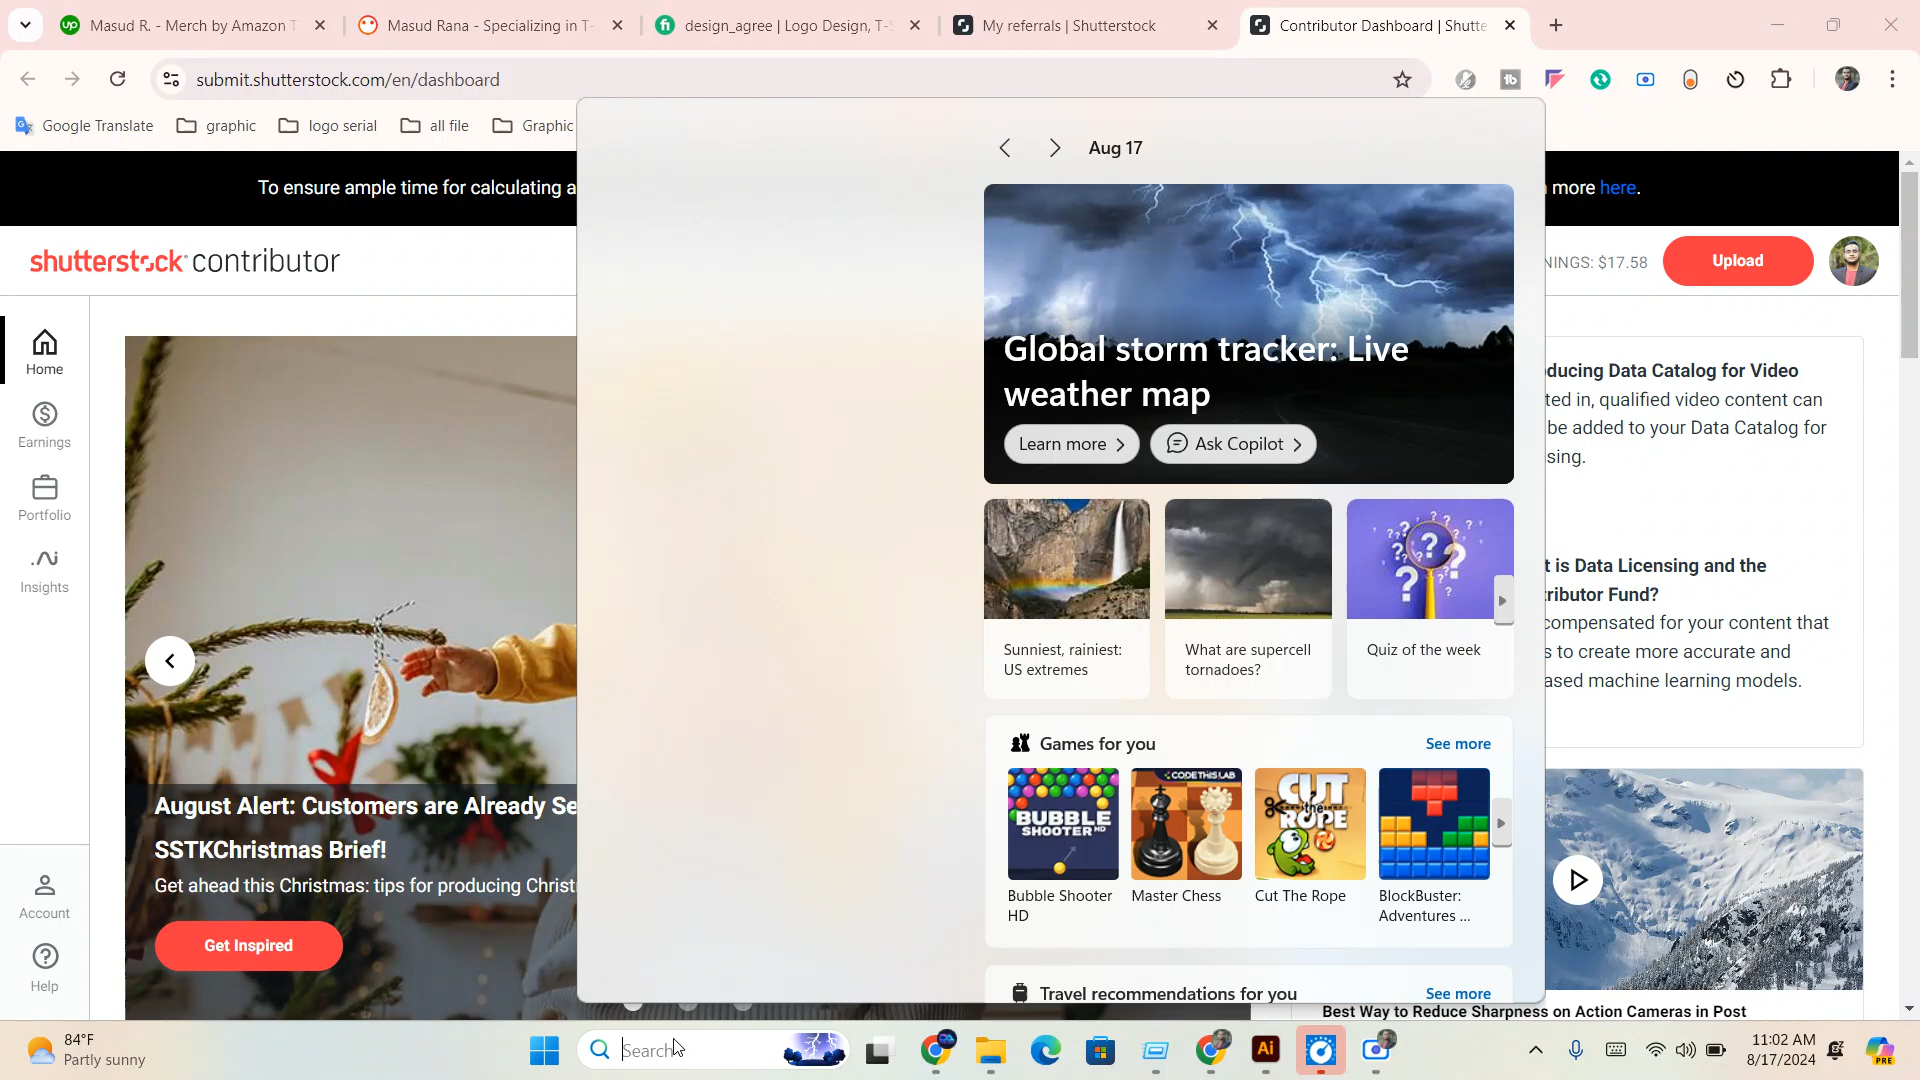 Masud R. - Merch by Amazon T
Masud Rana - Specializing in T-
design_agree | Logo Design, T-S
My referrals | Shutterstock
Contributor Dashboard | Shutte
submit.shutterstock.com/en/dashboard
Google Translate
graphic
logo serial
all file
Graphic
To ensure ample time for calculating a
n more here.
shutterstock contributor
NINGS: $17.58
Upload
Home
Earnings
Portfolio
Insights
Account
Help
August Alert: Customers are Already Se
SSTKChristmas Brief!
Get ahead this Christmas: tips for producing Christ
Get Inspired
Aug 17
Global storm tracker: Live
weather map
Learn more
Ask Copilot
Sunniest, rainiest:
US extremes
What are supercell
tornadoes?
Quiz of the week
Games for you
See more
CODETHISLAB
BUBBLE
SHOOTER HD
CUT
the
ROPE
Bubble Shooter
HD
Master Chess
Cut The Rope
BlockBuster:
Adventures ...
Travel recommendations for you
See more
ducing Data Catalog for Video
ted in, qualified video content can
be added to your Data Catalog for
sing.
t is Data Licensing and the
ributor Fund?
compensated for your content that
s to create more accurate and
ased machine learning models.
Best Way to Reduce Sharpness on Action Cameras in Post
84°F
Partly sunny
Search
Ai
11:02 AM
8/17/2024
PRE